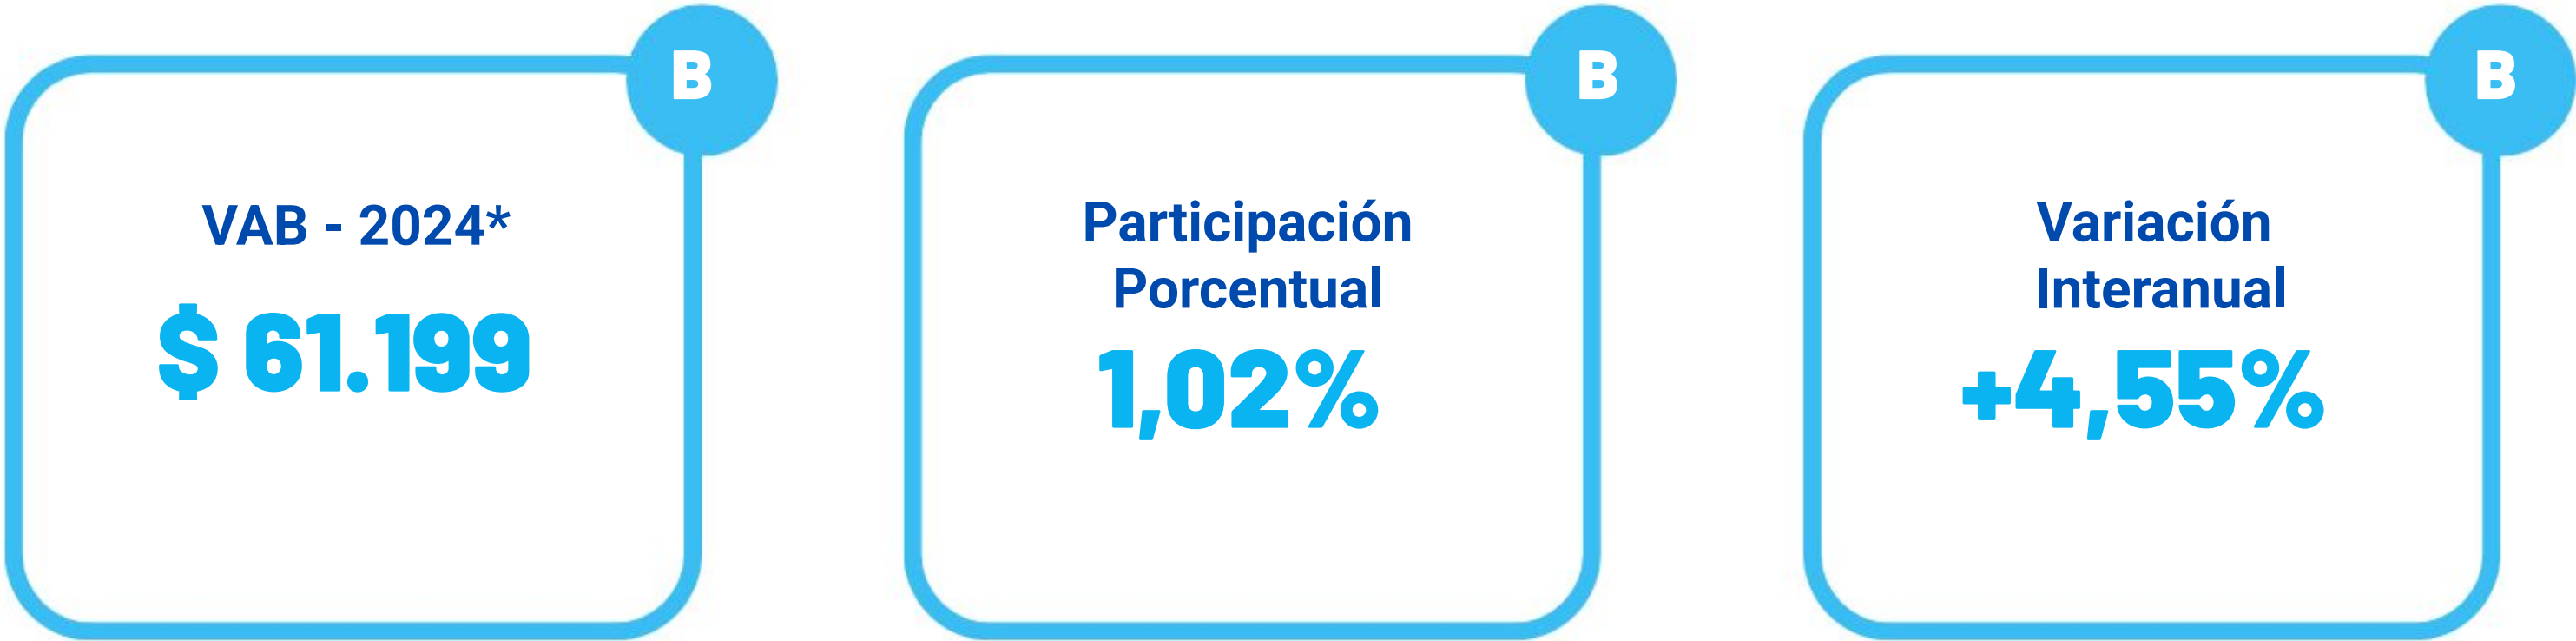 B
VAB - 2024*
$ 61.199
B
Participación
Porcentual
1,02%
B
Variación
Interanual
+4,55%